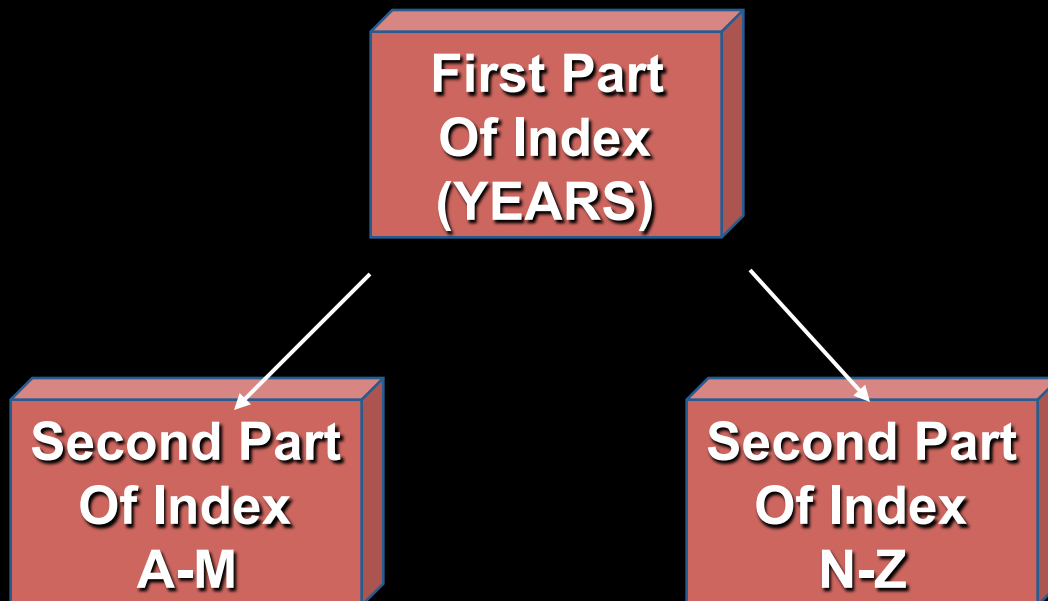 First Part
Of Index
(YEARS)
Second Part
Of Index
A-M
Second Part
Of Index
N-Z